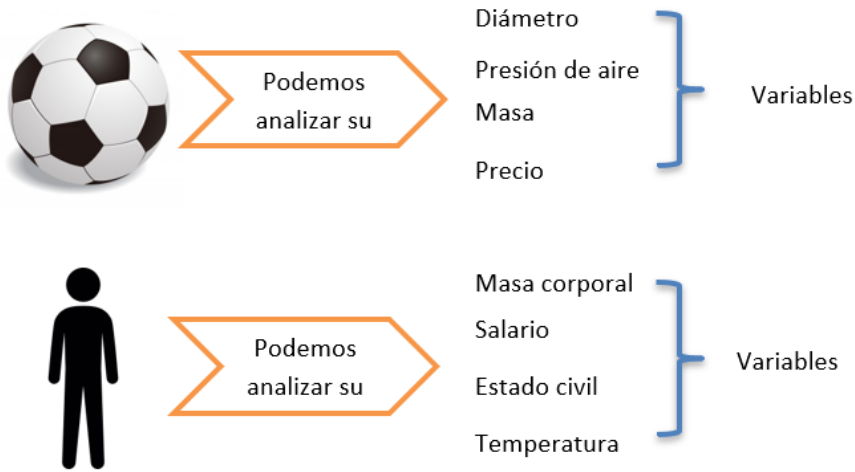 Podemos
analizar su
Diámetro
Presión de aire
Masa
Precio
Variables
Podemos
analizar su
Masa corporal
Salario
Estado civil
Temperatura
Variables